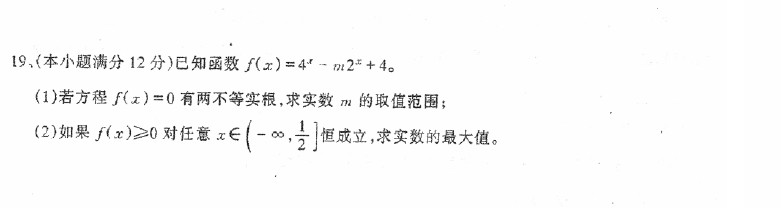 19、(本小题满分 12 分)已知函数 f(x)=4ˣ-m2ˣ+4。
(1)若方程 f(x)=0 有两不等实根,求实数 m 的取值范围;
(2)如果 f(x)⩾0 对任意 x∈(-∞,1/2]恒成立,求实数的最大值。